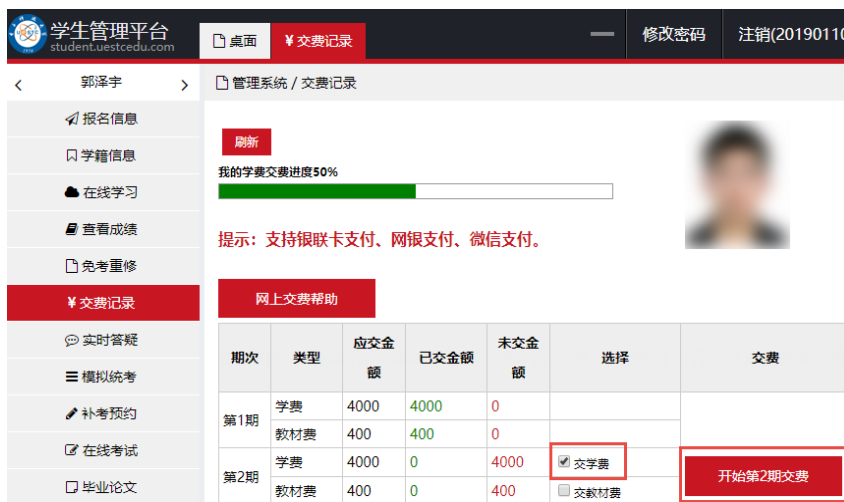 学生管理平台
student.uestcedu.com
桌面
¥ 交费记录
修改密码
注销(20190110
郭泽宇
管理系统 / 交费记录
报名信息
学籍信息
在线学习
查看成绩
免考重修
¥ 交费记录
实时答疑
模拟统考
补考预约
在线考试
毕业论文
刷新
我的学费交费进度50%
提示：支持银联卡支付、网银支付、微信支付。
网上交费帮助
期次 类型 应交金额 已交金额 未交金额 选择 交费
第1期 学费 4000 4000 0
教材费 400 400 0
第2期 学费 4000 0 4000 交学费 开始第2期交费
教材费 400 0 400 交教材费